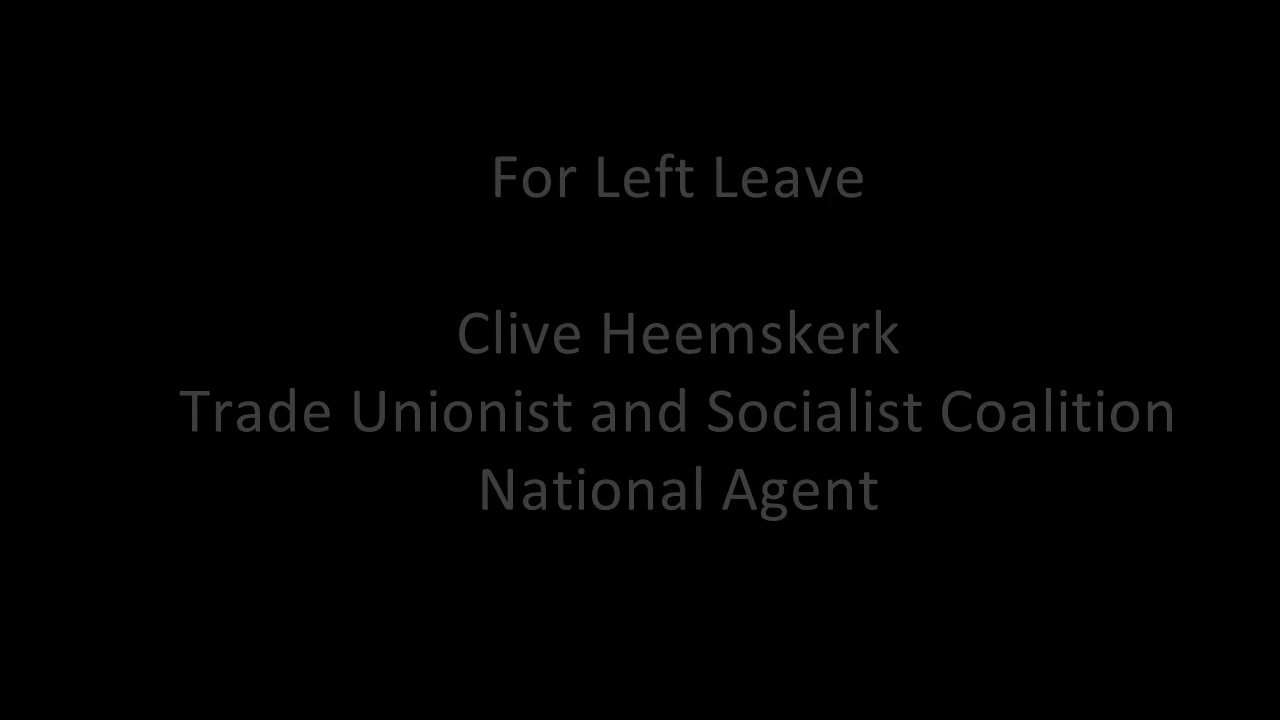 For Left Leave
Clive Heemskerk
Trade Unionist and Socialist Coalition
National Agent